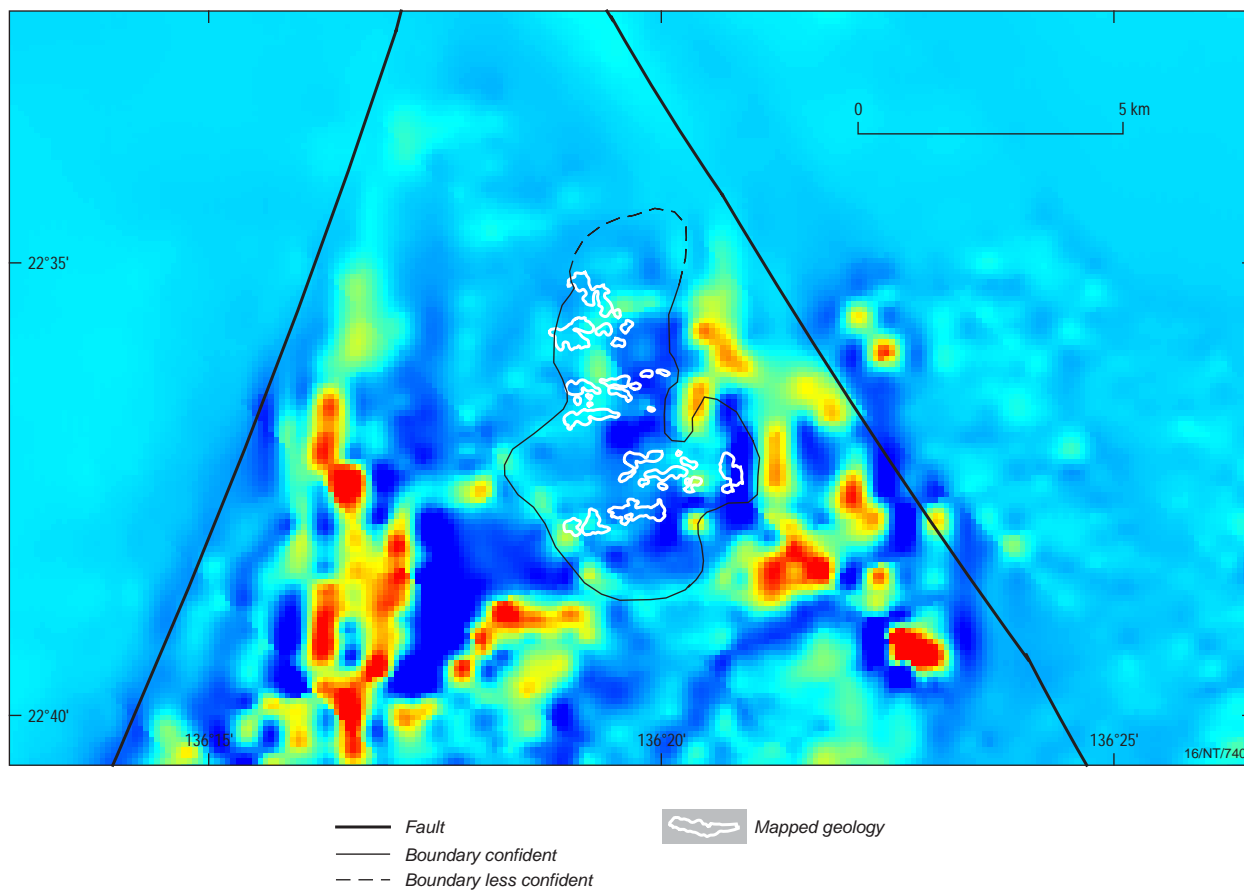 0
5 km
22°35'
22°40'
136°15'
136°20'
136°25'
16/NT/740
Fault
Mapped geology
Boundary confident
Boundary less confident